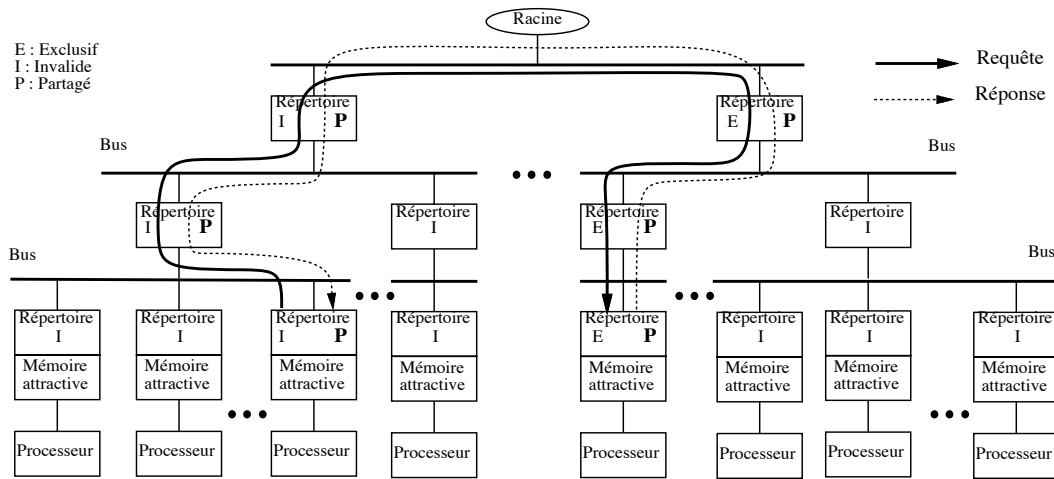 Racine
E : Exclusif
I : Invalide
P : Partagé
Requête
Réponse
Répertoire
I P
Répertoire
E P
Bus
Bus
Répertoire
I P
Répertoire
I
Répertoire
E P
Répertoire
I
Bus
Bus
Répertoire
I
Répertoire
I
Répertoire
I P
Répertoire
I
Répertoire
E P
Répertoire
I
Répertoire
I
Répertoire
I
Mémoire
attractive
Mémoire
attractive
Mémoire
attractive
Mémoire
attractive
Mémoire
attractive
Mémoire
attractive
Mémoire
attractive
Mémoire
attractive
Processeur
Processeur
Processeur
Processeur
Processeur
Processeur
Processeur
Processeur